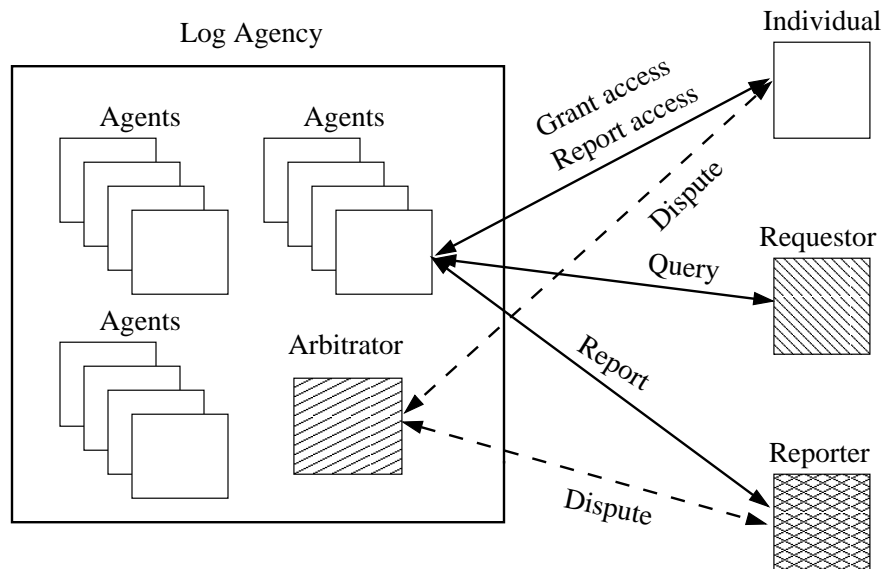 Individual
Log Agency
Agents
Agents
Grant access
Report access
Dispute
Requestor
Query
Agents
Arbitrator
Report
Reporter
Dispute